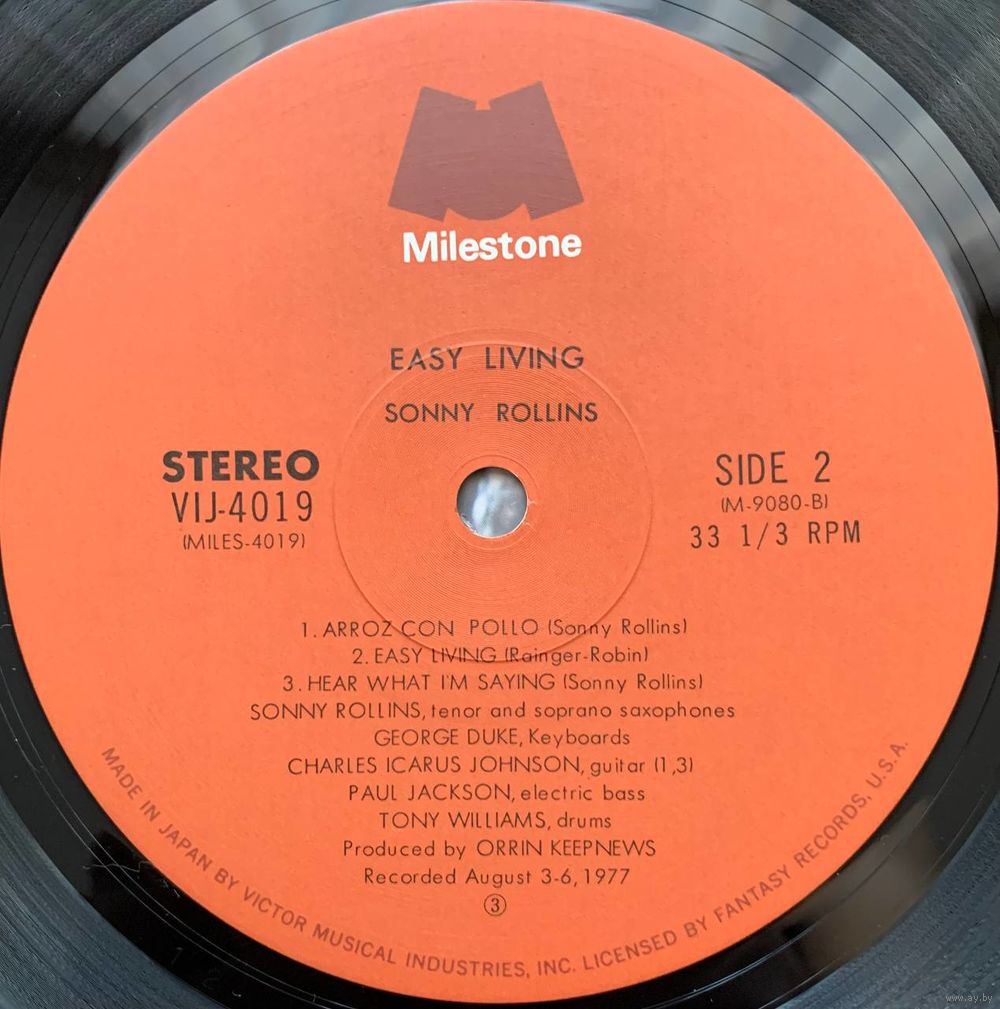 Milestone
EASY LIVING
SONNY ROLLINS
STEREO
VIJ-4019
(MILES-4019)
SIDE 2
(M-9080-B)
33 1/3 RPM
1. ARROZ CON POLLO (Sonny Rollins)
2. EASY LIVING (Rainger-Robin)
3. HEAR WHAT I'M SAYING (Sonny Rollins)
SONNY ROLLINS, tenor and soprano saxophones
GEORGE DUKE, Keyboards
CHARLES ICARUS JOHNSON, guitar (1,3)
PAUL JACKSON, electric bass
TONY WILLIAMS, drums
Produced by ORRIN KEEPNEWS
Recorded August 3-6, 1977
③
MADE IN JAPAN BY VICTOR MUSICAL INDUSTRIES, INC. LICENSED BY FANTASY RECORDS, U.S.A.
www.ay.by